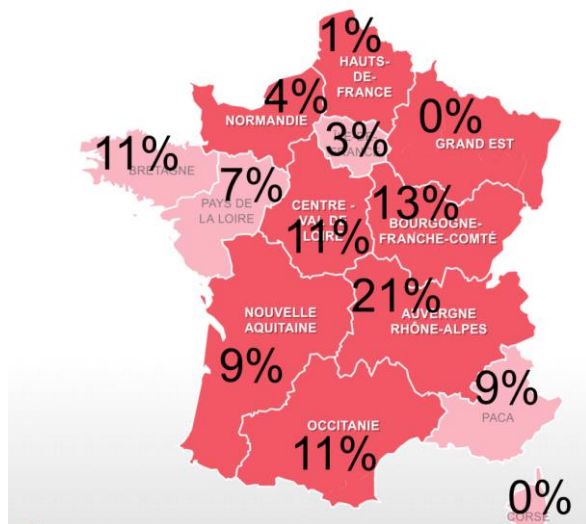 1%
HAUTS-
DE-
FRANCE
4%
NORMANDIE
3%
FRANCE
0%
GRAND EST
11%
BRETAGNE
7%
PAYS DE
LA LOIRE
CENTRE -
VAL DE
LOIRE
11%
13%
BOURGOGNE-
FRANCHE-COMTÉ
21%
AUVERGNE
RHÔNE-ALPES
NOUVELLE
AQUITAINE
9%
9%
PACA
OCCITANIE
11%
0%
CORSE